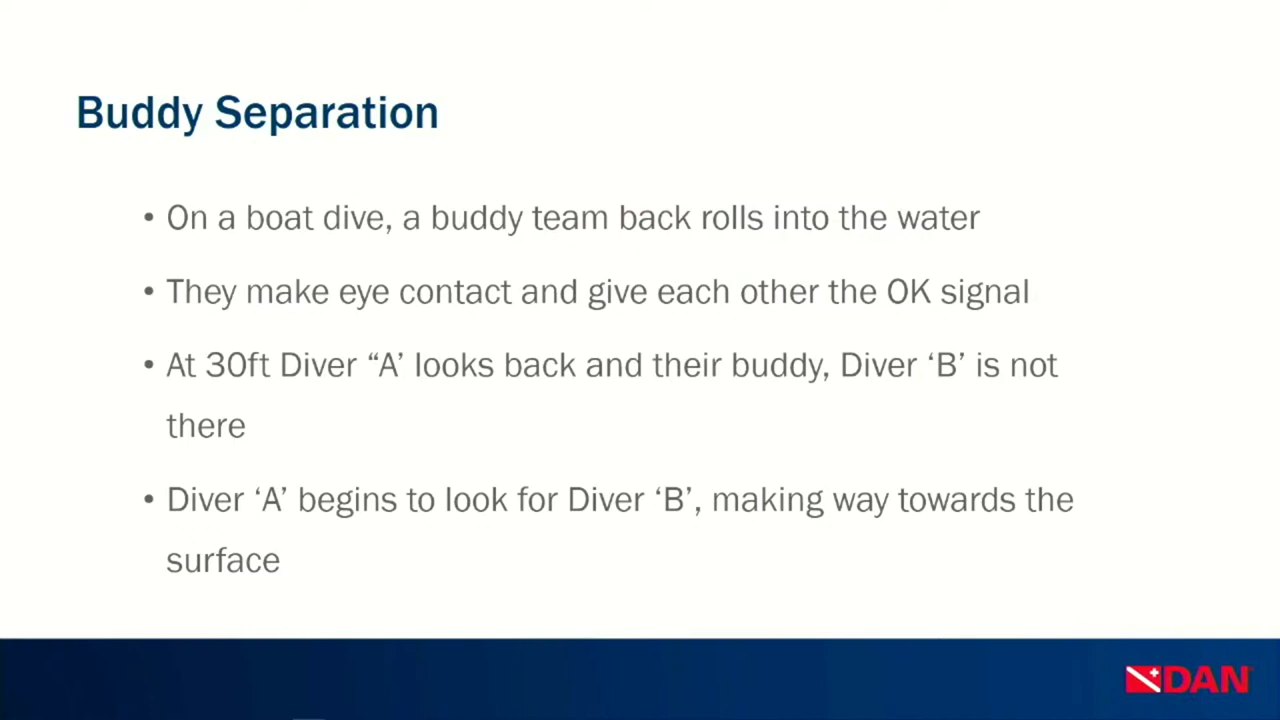 Buddy Separation
• On a boat dive, a buddy team back rolls into the water
• They make eye contact and give each other the OK signal
• At 30ft Diver “A’ looks back and their buddy, Diver ‘B’ is not
there
• Diver ‘A’ begins to look for Diver ‘B’, making way towards the
surface
DAN